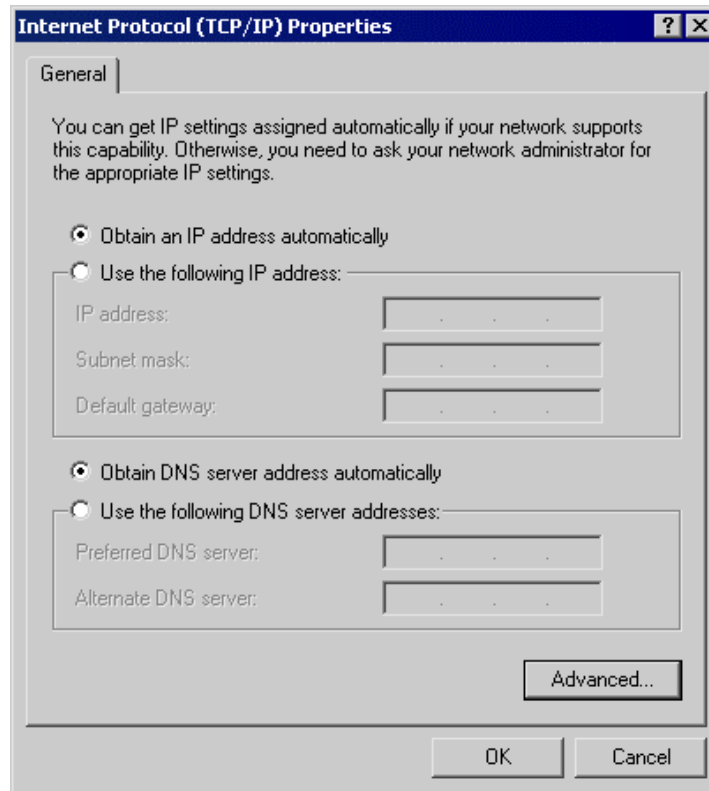 Internet Protocol (TCP/IP) Properties
General
You can get IP settings assigned automatically if your network supports
this capability. Otherwise, you need to ask your network administrator for
the appropriate IP settings.
Obtain an IP address automatically
Use the following IP address:
IP address:
Subnet mask:
Default gateway:
Obtain DNS server address automatically
Use the following DNS server addresses:
Preferred DNS server:
Alternate DNS server:
Advanced...
OK Cancel